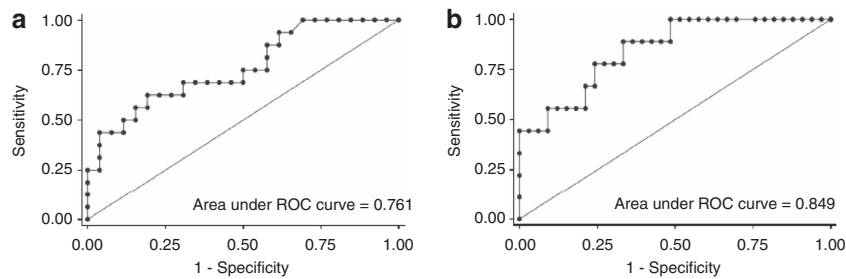 a
1.00
0.75
0.50
0.25
0.00
Sensitivity
Area under ROC curve = 0.761
0.00 0.25 0.50 0.75 1.00
1 - Specificity
b
1.00
0.75
0.50
0.25
0.00
Sensitivity
Area under ROC curve = 0.849
0.00 0.25 0.50 0.75 1.00
1 - Specificity